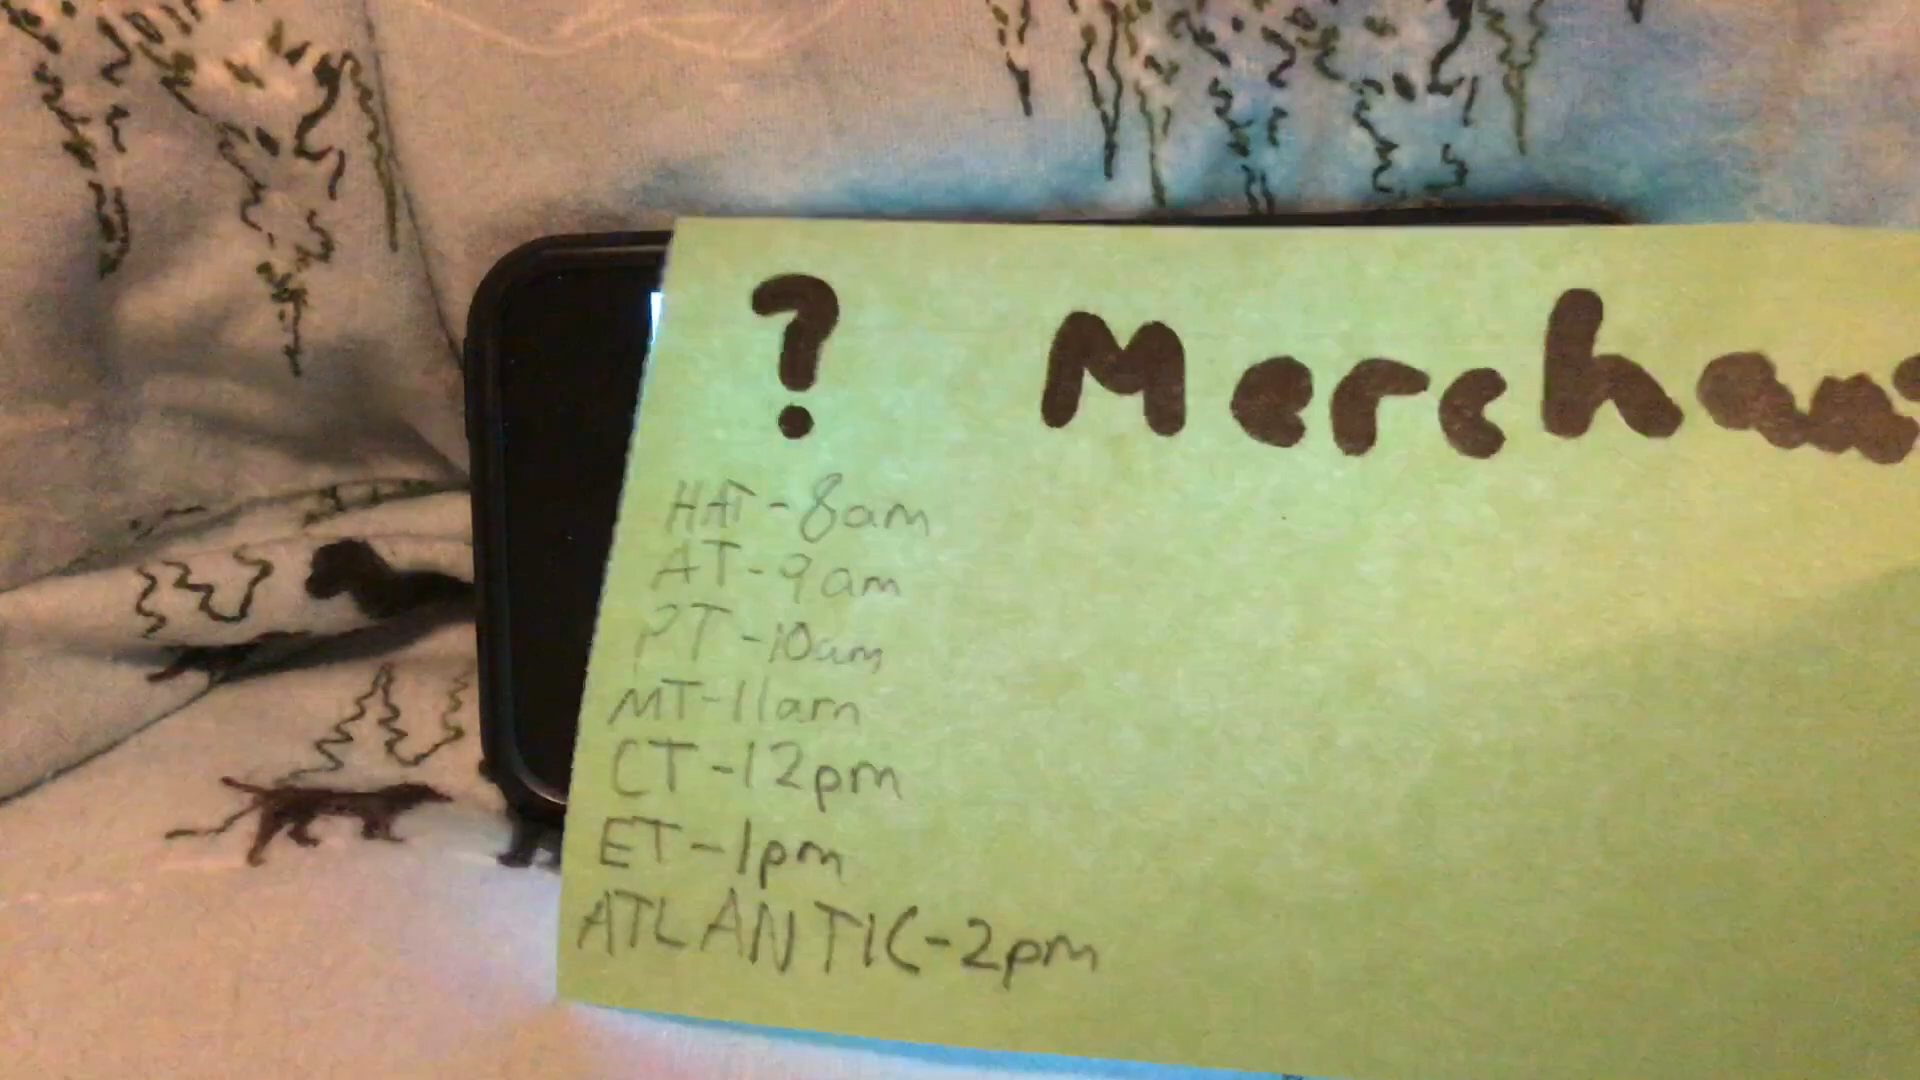 ? Merchan
HAT-8am
AT-9am
PT-10am
MT-11am
CT-12pm
ET-1pm
ATLANTIC-2pm